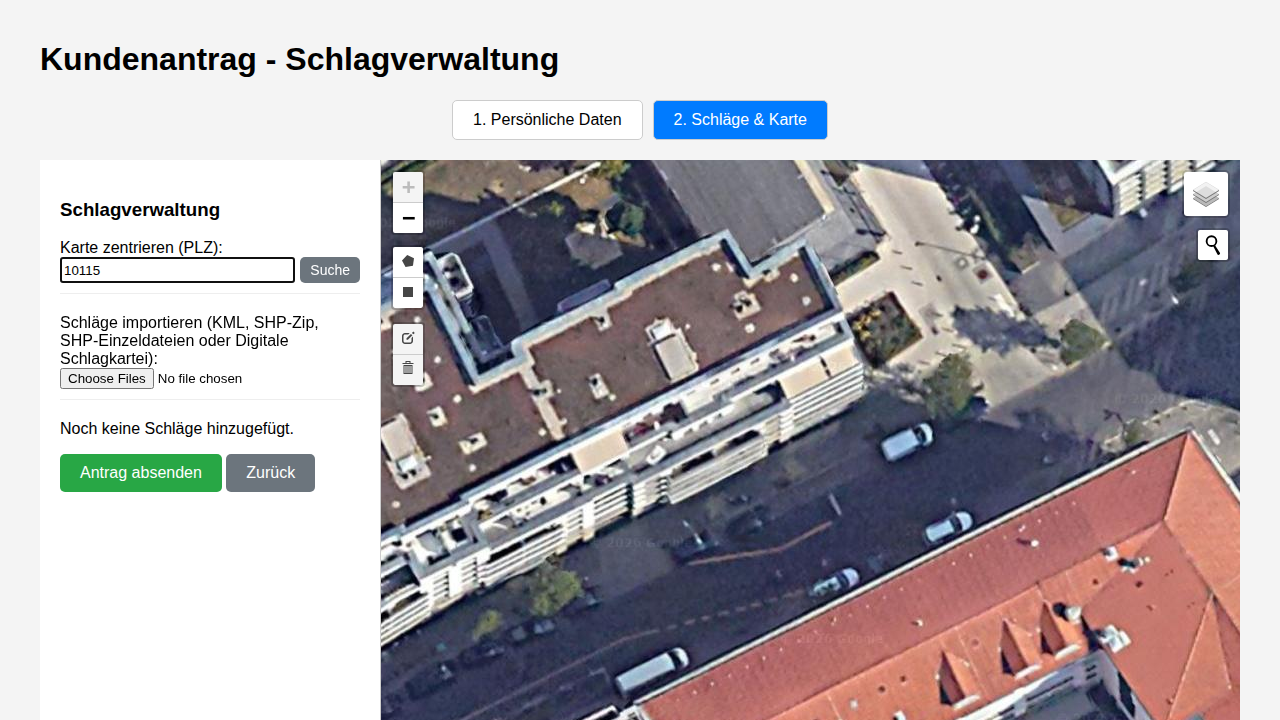 Kundenantrag - Schlagverwaltung
1. Persönliche Daten
2. Schläge & Karte
Schlagverwaltung
Karte zentrieren (PLZ):
10115
Suche
Schläge importieren (KML, SHP-Zip,
SHP-Einzeldateien oder Digitale
Schlagkartei):
Choose Files No file chosen
Noch keine Schläge hinzugefügt.
Antrag absenden
Zurück
+
−